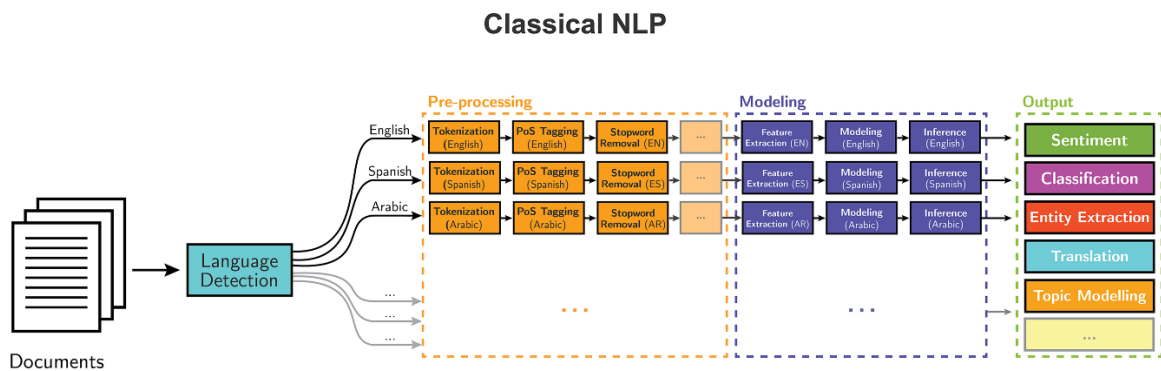 Classical NLP
Pre-processing
Modeling
Output
English
Tokenization
(English)
PoS Tagging
(English)
Stopword
Removal (EN)
...
Feature
Extraction (EN)
Modeling
(English)
Inference
(English)
Sentiment
Spanish
Tokenization
(Spanish)
PoS Tagging
(Spanish)
Stopword
Removal (ES)
...
Feature
Extraction (ES)
Modeling
(Spanish)
Inference
(Spanish)
Classification
Arabic
Tokenization
(Arabic)
PoS Tagging
(Arabic)
Stopword
Removal (AR)
...
Feature
Extraction (AR)
Modeling
(Arabic)
Inference
(Arabic)
Entity Extraction
Language
Detection
Translation
...
...
...
...
...
Topic Modelling
...
Documents